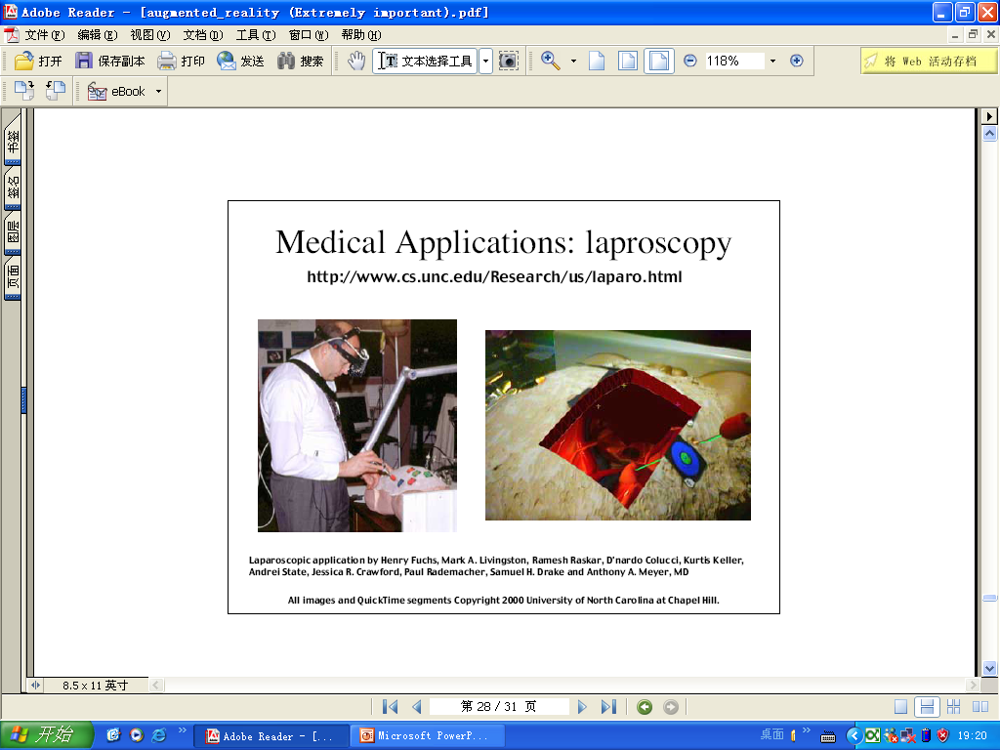 Adobe Reader - [augmented_reality (Extremely important).pdf]
文件(F) 编辑(E) 视图(V) 文档(D) 工具(T) 窗口(W) 帮助(H)
打开 保存副本 打印 发送 搜索 文本选择工具 118% 将 Web 活动存档
eBook
书签
签名
图层
页面
Medical Applications: laproscopy
http://www.cs.unc.edu/Research/us/laparo.html
Laparoscopic application by Henry Fuchs, Mark A. Livingston, Ramesh Raskar, D'nardo Colucci, Kurtis Keller,
Andrei State, Jessica R. Crawford, Paul Rademacher, Samuel H. Drake and Anthony A. Meyer, MD
All images and QuickTime segments Copyright 2000 University of North Carolina at Chapel Hill.
8.5 x 11 英寸
第 28 / 31 页
开始 Adobe Reader - [... Microsoft PowerP... 桌面 19:20